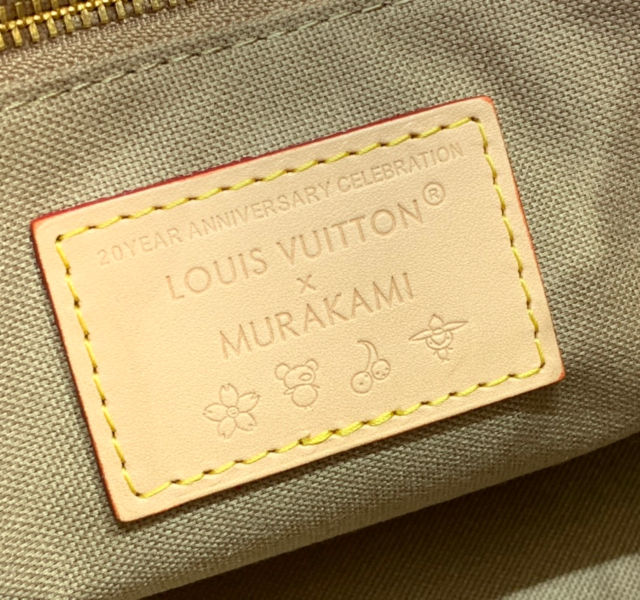 20YEAR ANNIVERSARY CELEBRATION
LOUIS VUITTON®
x
MURAKAMI